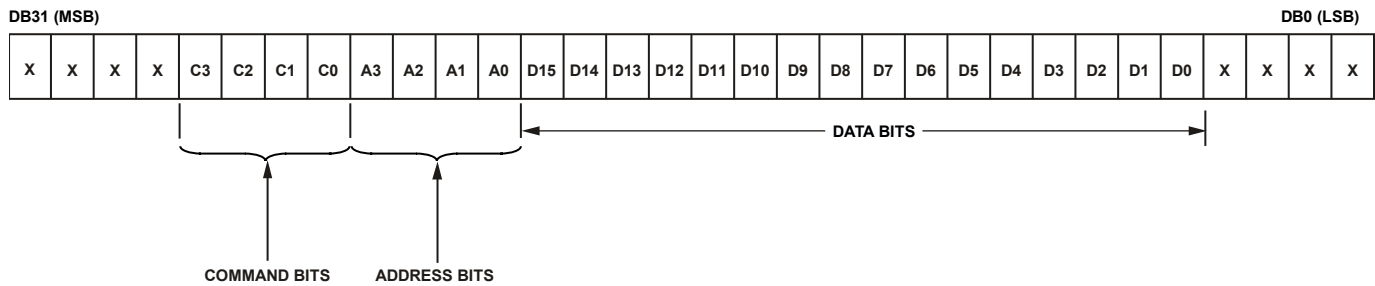 DB31 (MSB) DB0 (LSB)
X X X X C3 C2 C1 C0 A3 A2 A1 A0 D15 D14 D13 D12 D11 D10 D9 D8 D7 D6 D5 D4 D3 D2 D1 D0 X X X X
DATA BITS
COMMAND BITS ADDRESS BITS